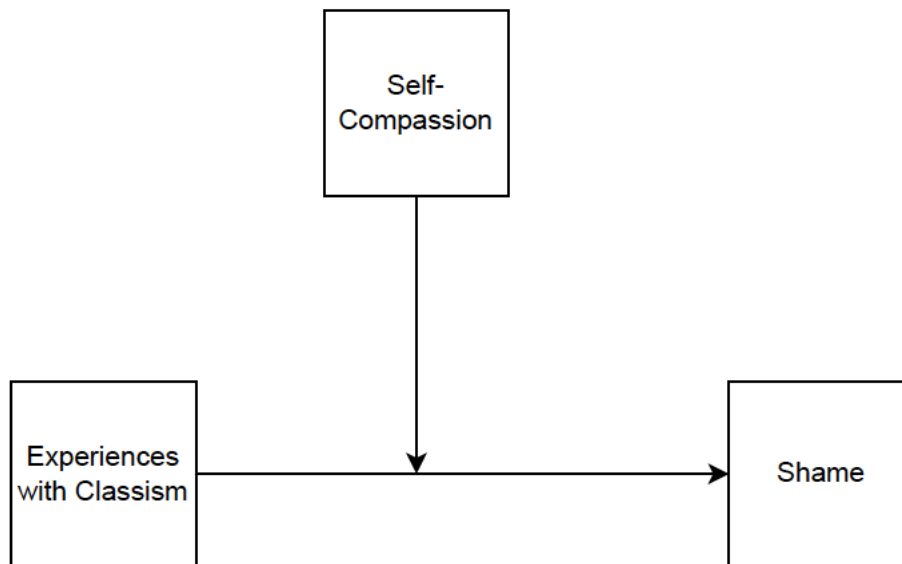 Self-
Compassion
Experiences
with Classism
Shame